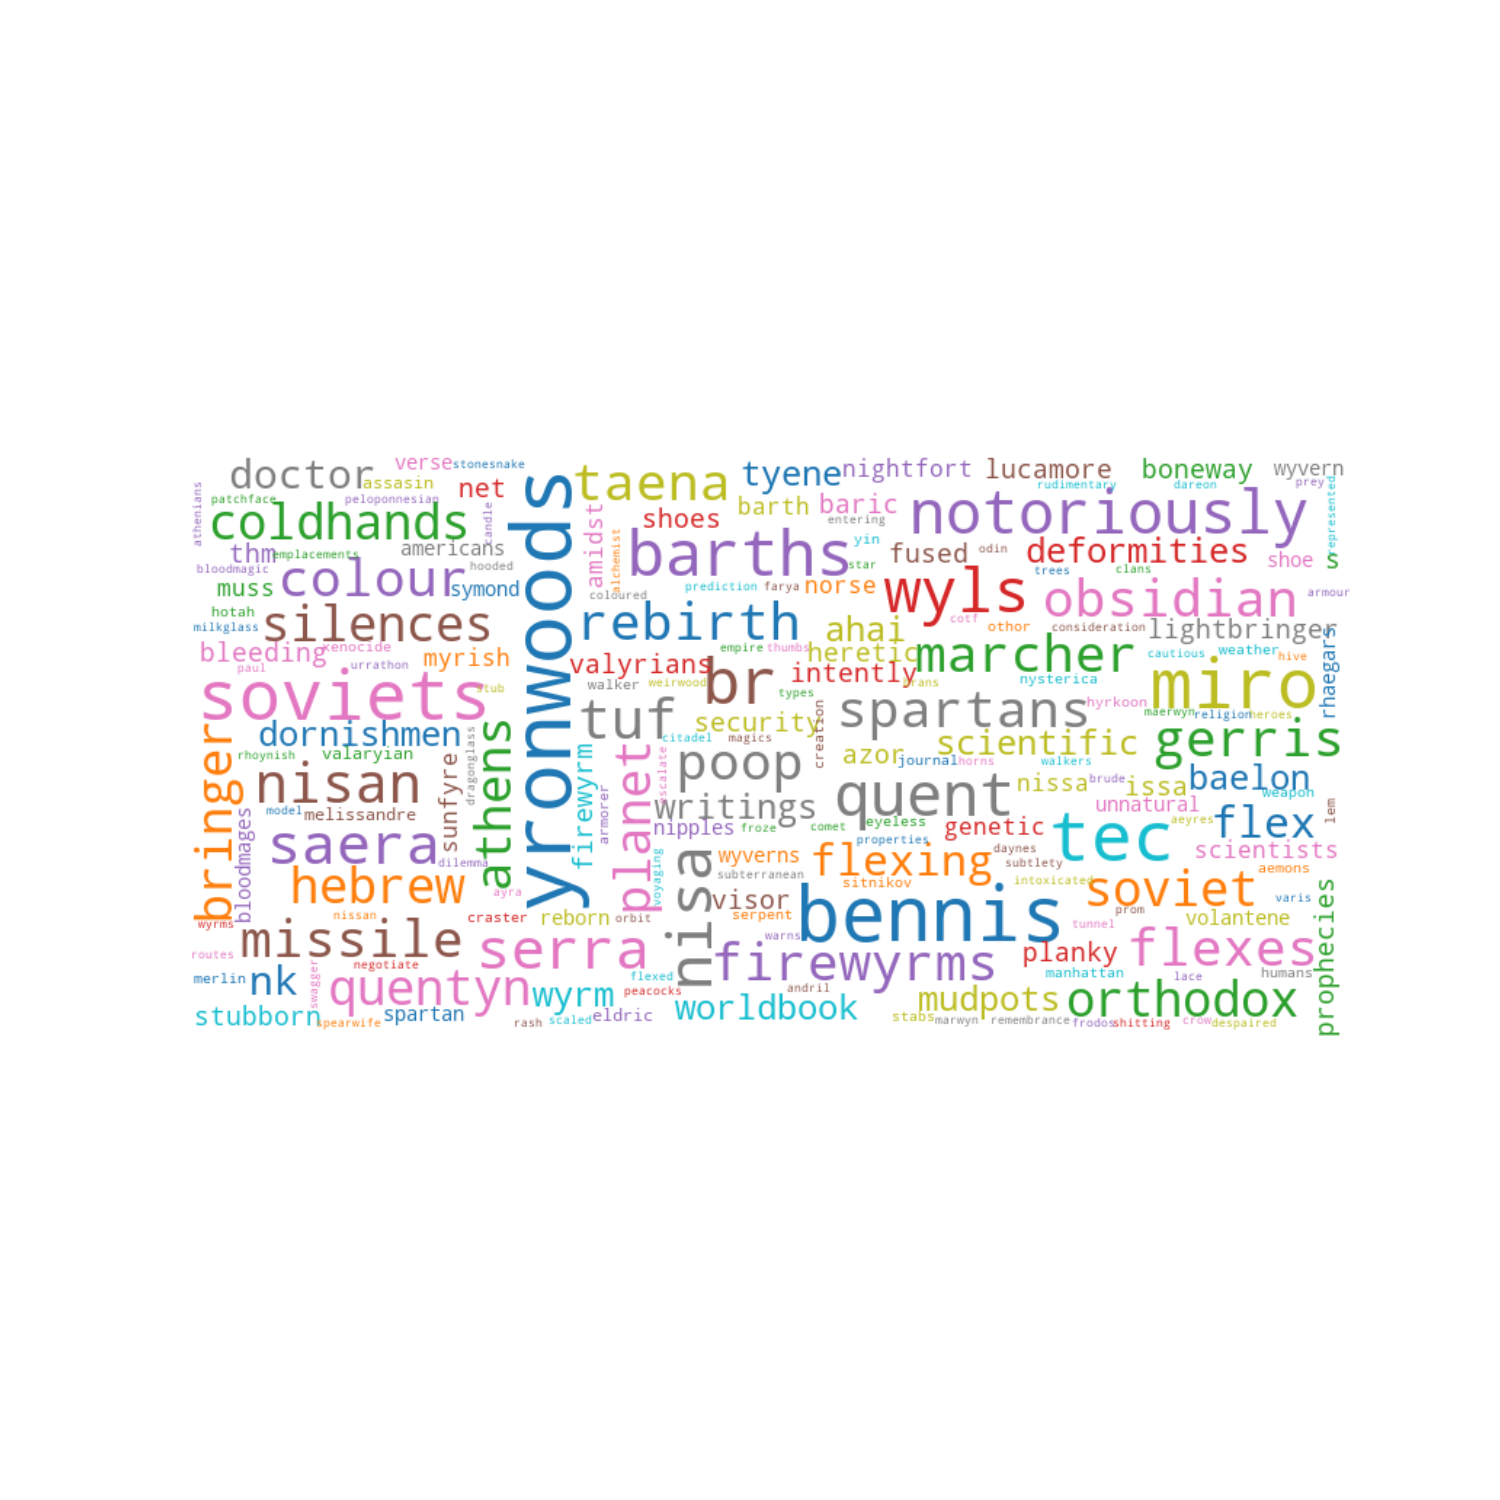 doctor
verse
stonesnake
assasin
net
patchface
peloponnesian
athenians
coldhands
candle
thm
emplacements
americans
bloodmagic
hooded
muss
colour
symond
hotah
milkglass
silences
bleeding
xenocide
paul
urrathon
myrish
soviets
stub
yronwoods
taena
tyene
nightfort
lucamore
boneway
wyvern
rudimentary
dareon
prey
represented
amidst
shoes
barth
baric
entering
notoriously
alchemist
barths
yin
star
fused
odin
deformities
shoe
s
trees
clans
coloured
prediction
farya
norse
wyls
obsidian
armour
rebirth
ahai
cotf
othor
consideration
lightbringer
empire
thumbs
heretic
marcher
cautious
weather
hive
rhaegars
valyrians
walker
weirwood
br
intently
brans
nysterica
types
miro
hyrkoon
maerwyn
religion
heroes
bringer
dornishmen
rhoynish
valaryian
athens
dragonglass
tuf
security
creation
spartans
citadel
magics
azor
scientific
journal
horns
walkers
gerris
nisan
sunfyre
firewyrm
planet
escalate
poop
quent
nissa
brude
issa
baelon
weapon
model
melissandre
armorer
writings
unnatural
lem
bloodmages
saera
dilemma
nipples
froze
comet
eyeless
properties
genetic
tec
aeyres
flex
voyaging
nisa
wyverns
subterranean
flexing
daynes
subtlety
scientists
hebrew
ayra
sitnikov
intoxicated
soviet
aemons
varis
visor
serpent
bennis
prom
volantene
prophecies
wyrms
nissan
craster
reborn
orbit
warns
tunnel
routes
missile
negotiate
serra
firewyrms
planky
flexes
merlin
nk
swagger
quentyn
wyrm
flexed
peacocks
andril
manhattan
lace
humans
stubborn
spearwife
spartan
rash
scaled
eldric
worldbook
stabs
mudpots
marwyn
remembrance
orthodox
frodos
shitting
crow
despaired